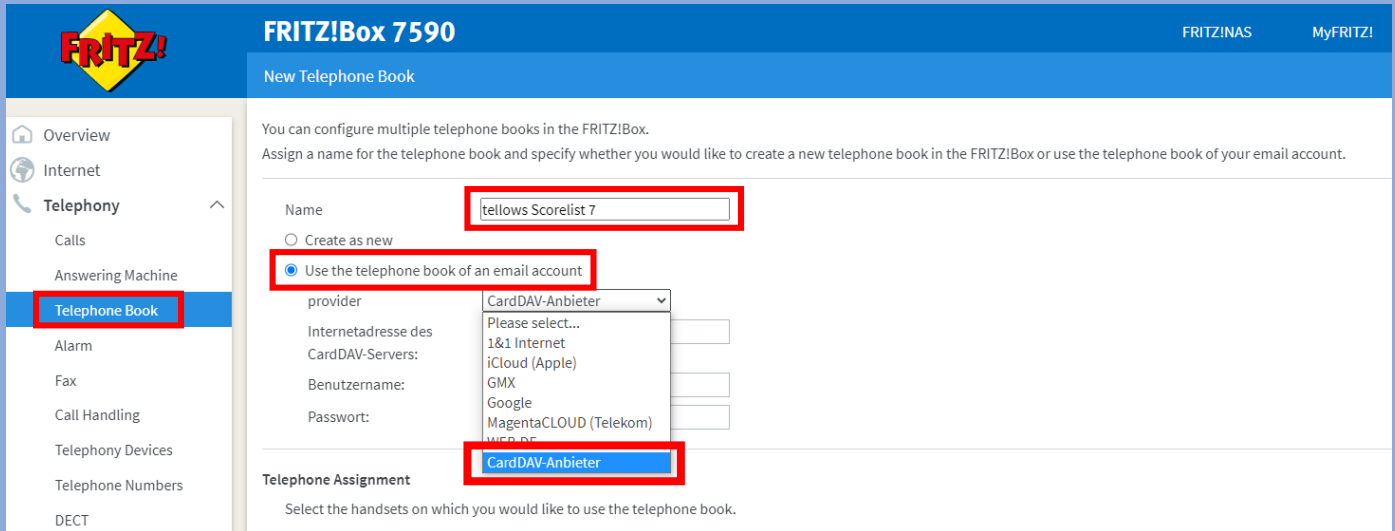 FRITZ!
FRITZ!Box 7590
FRITZ!NAS
MyFRITZ!
New Telephone Book
Overview
Internet
Telephony
Calls
Answering Machine
Telephone Book
Alarm
Fax
Call Handling
Telephony Devices
Telephone Numbers
DECT
You can configure multiple telephone books in the FRITZ!Box.
Assign a name for the telephone book and specify whether you would like to create a new telephone book in the FRITZ!Box or use the telephone book of your email account.
Name
tellows Scorelist 7
Create as new
Use the telephone book of an email account
provider
CardDAV-Anbieter
Please select...
1&1 Internet
iCloud (Apple)
GMX
Google
MagentaCLOUD (Telekom)
WEB.DE
CardDAV-Anbieter
Internetadresse des
CardDAV-Servers:
Benutzername:
Passwort:
Telephone Assignment
Select the handsets on which you would like to use the telephone book.